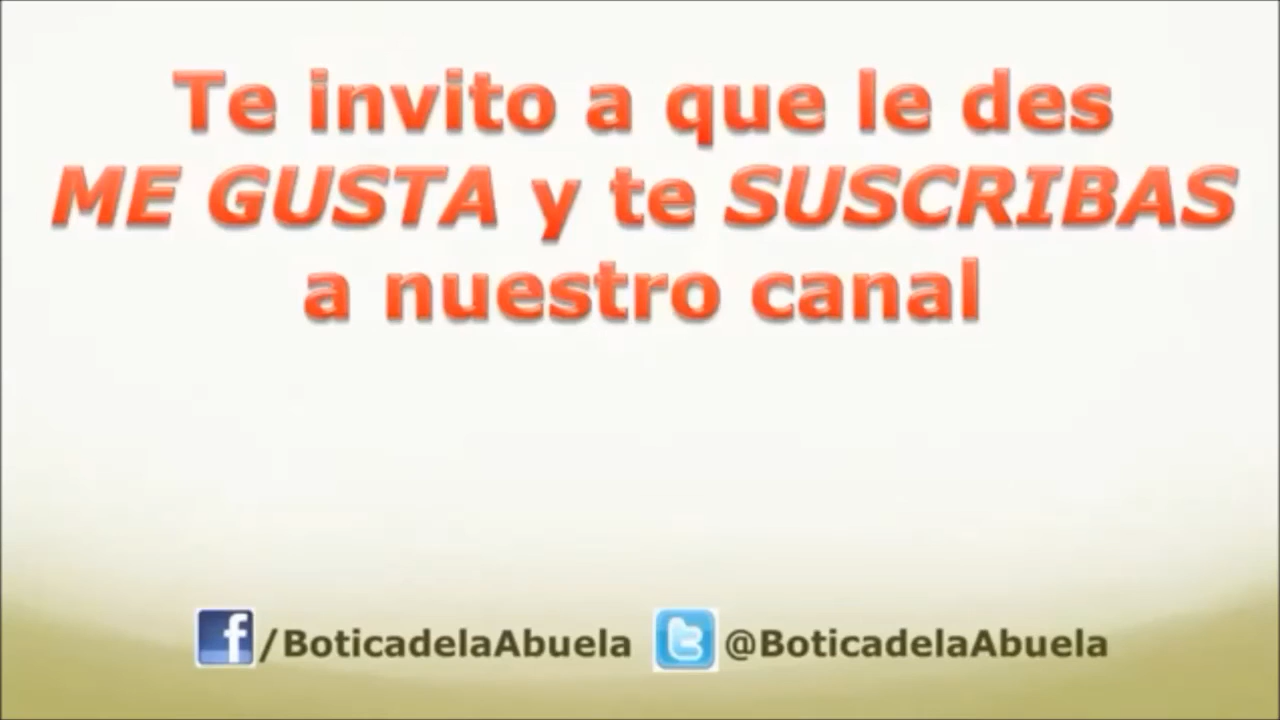 Te invito a que le des
ME GUSTA y te SUSCRIBAS
a nuestro canal
/BoticadelaAbuela @BoticadelaAbuela